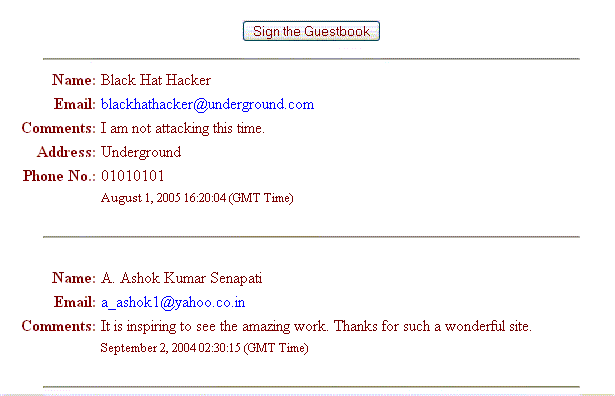 Sign the Guestbook
Name: Black Hat Hacker
Email: blackhathacker@underground.com
Comments: I am not attacking this time.
Address: Underground
Phone No.: 01010101
August 1, 2005 16:20:04 (GMT Time)
Name: A. Ashok Kumar Senapati
Email: a_ashok1@yahoo.co.in
Comments: It is inspiring to see the amazing work. Thanks for such a wonderful site.
September 2, 2004 02:30:15 (GMT Time)